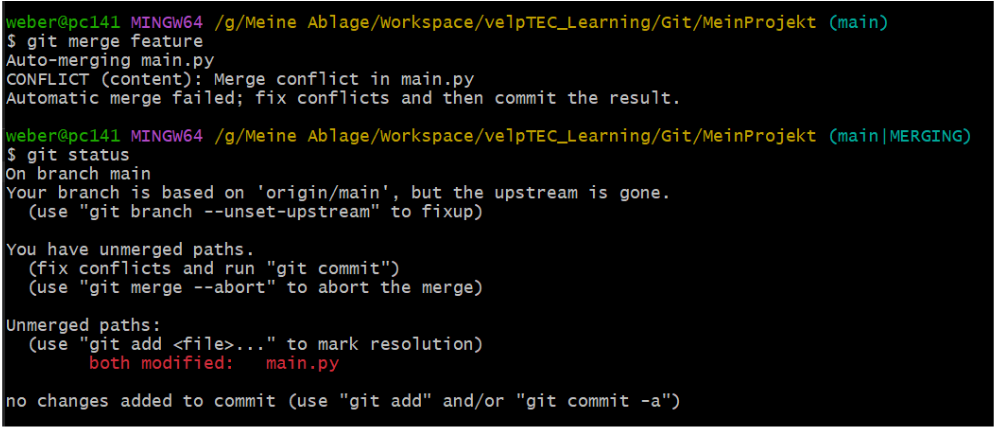 weber@pc141 MINGW64 /g/Meine Ablage/Workspace/velpTEC_Learning/Git/MeinProjekt (main)
$ git merge feature
Auto-merging main.py
CONFLICT (content): Merge conflict in main.py
Automatic merge failed; fix conflicts and then commit the result.
weber@pc141 MINGW64 /g/Meine Ablage/Workspace/velpTEC_Learning/Git/MeinProjekt (main|MERGING)
$ git status
On branch main
Your branch is based on 'origin/main', but the upstream is gone.
  (use "git branch --unset-upstream" to fixup)
You have unmerged paths.
  (fix conflicts and run "git commit")
  (use "git merge --abort" to abort the merge)
Unmerged paths:
  (use "git add <file>..." to mark resolution)
        both modified:   main.py
no changes added to commit (use "git add" and/or "git commit -a")